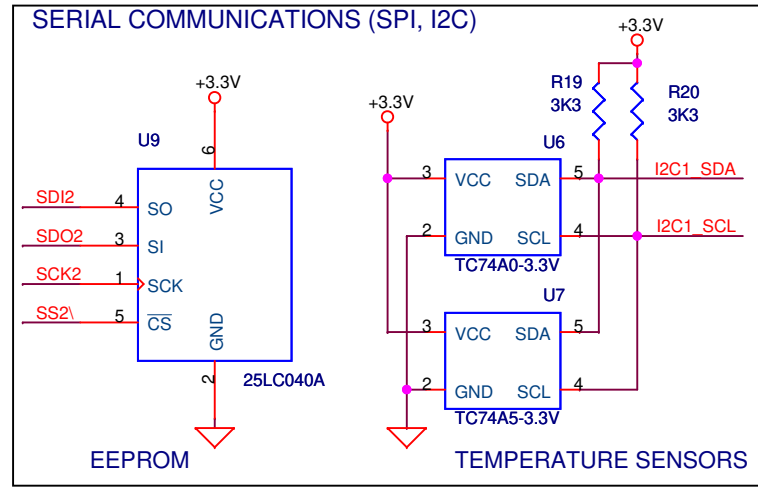 SERIAL COMMUNICATIONS (SPI, I2C)
+3.3V
U9
6
VCC
SDI2 4 SO
SDO2 3 SI
SCK2 1 SCK
SS2\ 5 CS
GND
2
25LC040A
EEPROM
+3.3V
+3.3V
R19
3K3
R20
3K3
U6
3 VCC SDA 5 I2C1_SDA
2 GND SCL 4 I2C1_SCL
TC74A0-3.3V
U7
3 VCC SDA 5
2 GND SCL 4
TC74A5-3.3V
TEMPERATURE SENSORS